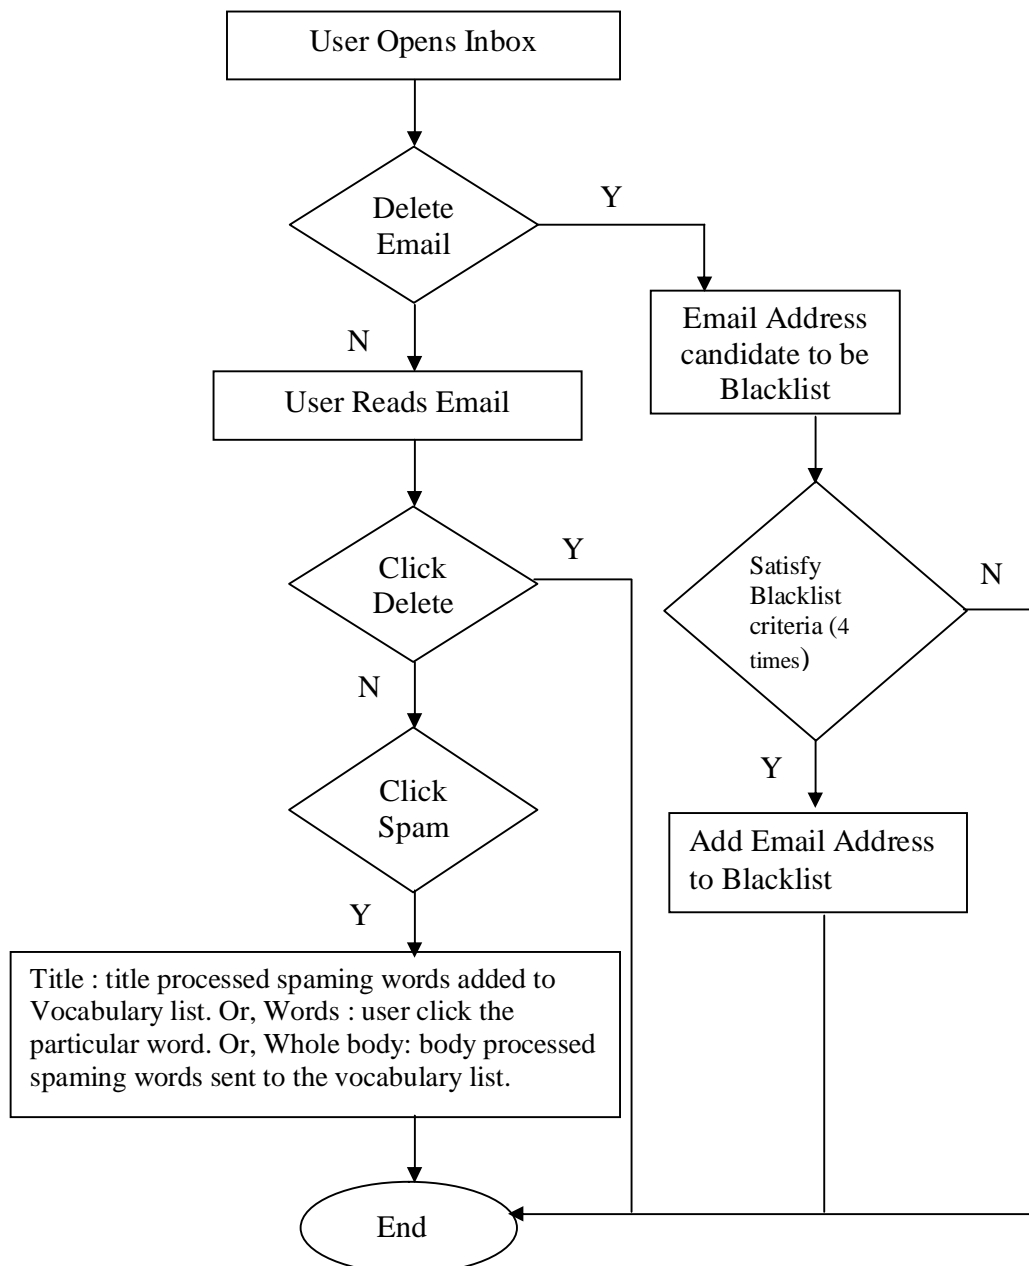 User Opens Inbox
Delete
Email
Y
N
Email Address
candidate to be
Blacklist
User Reads Email
Click
Delete
Y
Satisfy
Blacklist
criteria (4
times)
N
N
Click
Spam
Y
Add Email Address
to Blacklist
Y
Title : title processed spaming words added to
Vocabulary list. Or, Words : user click the
particular word. Or, Whole body: body processed
spaming words sent to the vocabulary list.
End